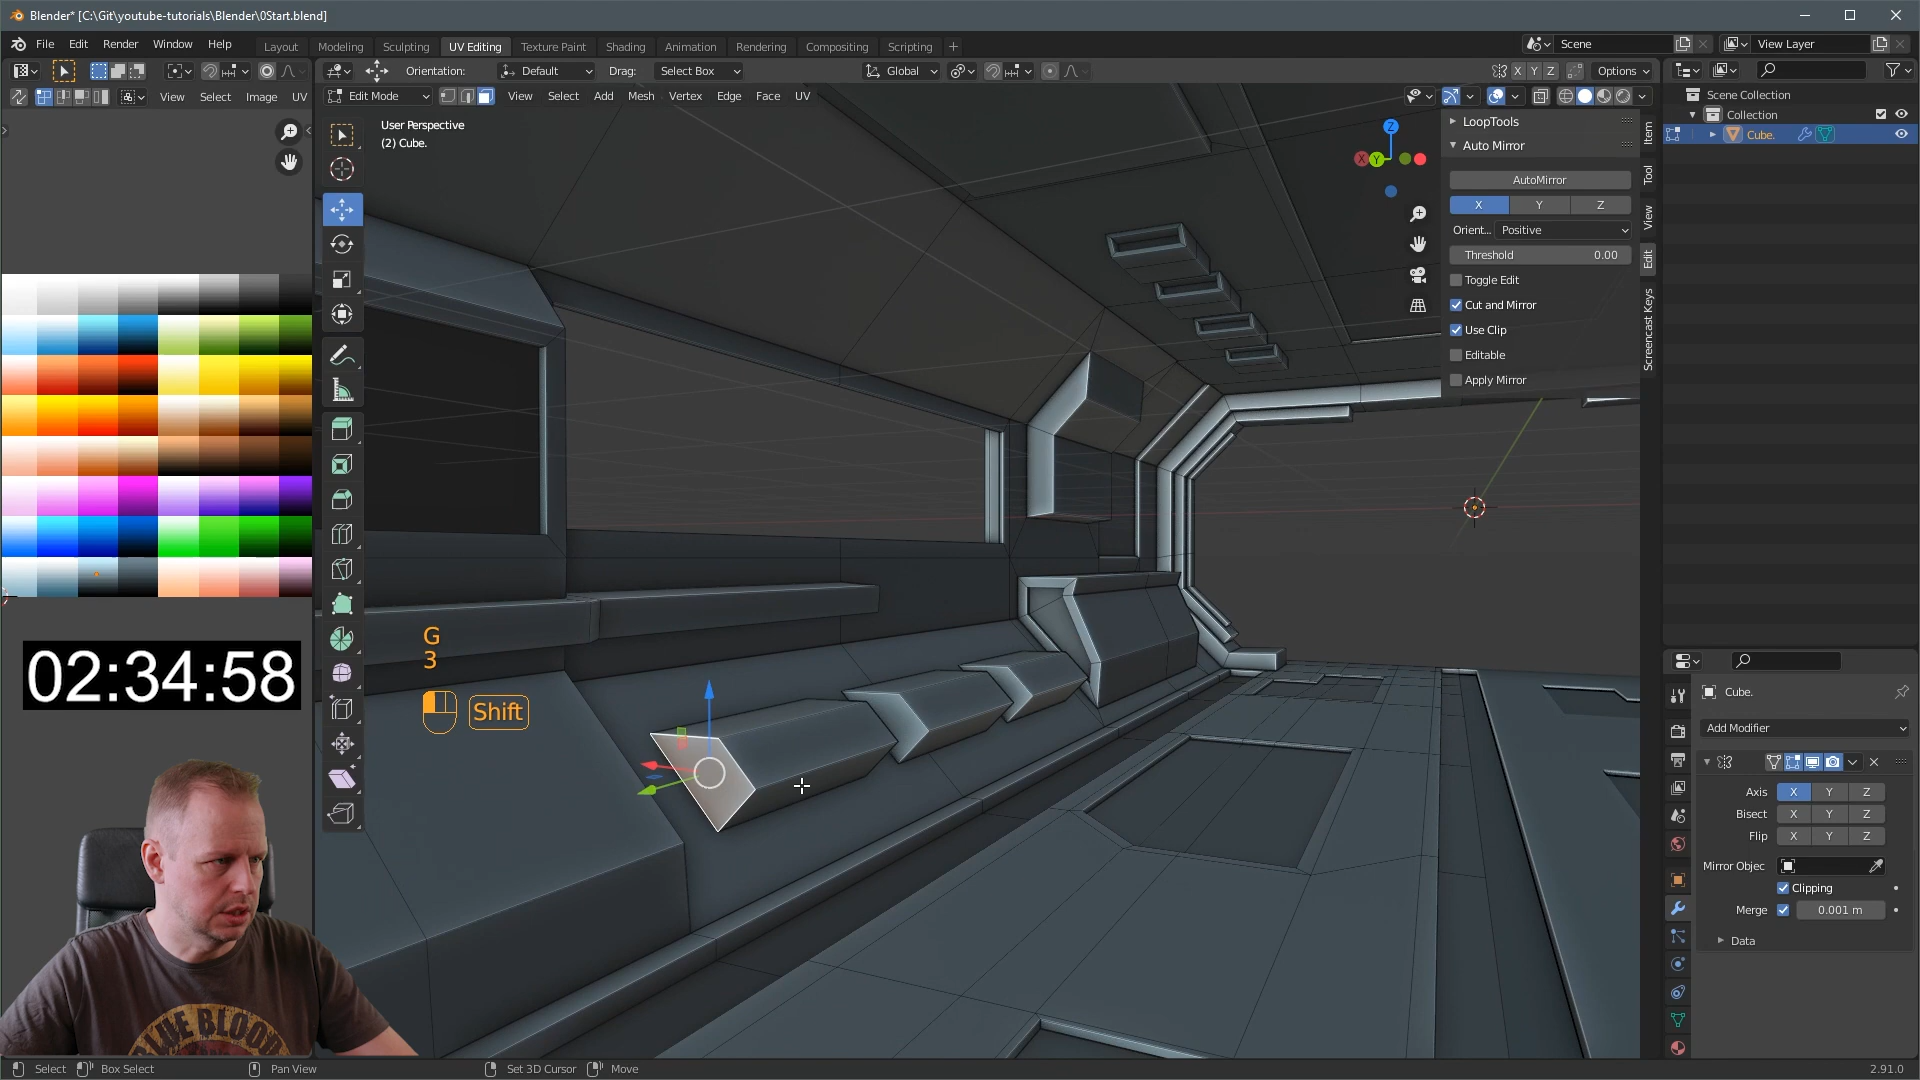 Blender* [C:\Git\youtube-tutorials\Blender\0Start.blend]
File Edit Render Window Help
Layout Modeling Sculpting UV Editing Texture Paint Shading Animation Rendering Compositing Scripting +
Scene
View Layer
Orientation: Default Drag: Select Box
Global
X Y Z Options
View Select Image UV
Edit Mode View Select Add Mesh Vertex Edge Face UV
User Perspective
(2) Cube.
Z
X Y
LoopTools
Auto Mirror
AutoMirror
X Y Z
Orient... Positive
Threshold 0.00
Toggle Edit
Cut and Mirror
Use Clip
Editable
Apply Mirror
Item
Tool
View
Edit
Screencast Keys
Scene Collection
Collection
Cube.
G
3
Shift
02:34:58
BLUE BLOO
Cube.
Add Modifier
Axis X Y Z
Bisect X Y Z
Flip X Y Z
Mirror Objec
Clipping
Merge 0.001 m
Data
Select Box Select Pan View Set 3D Cursor Move 2.91.0